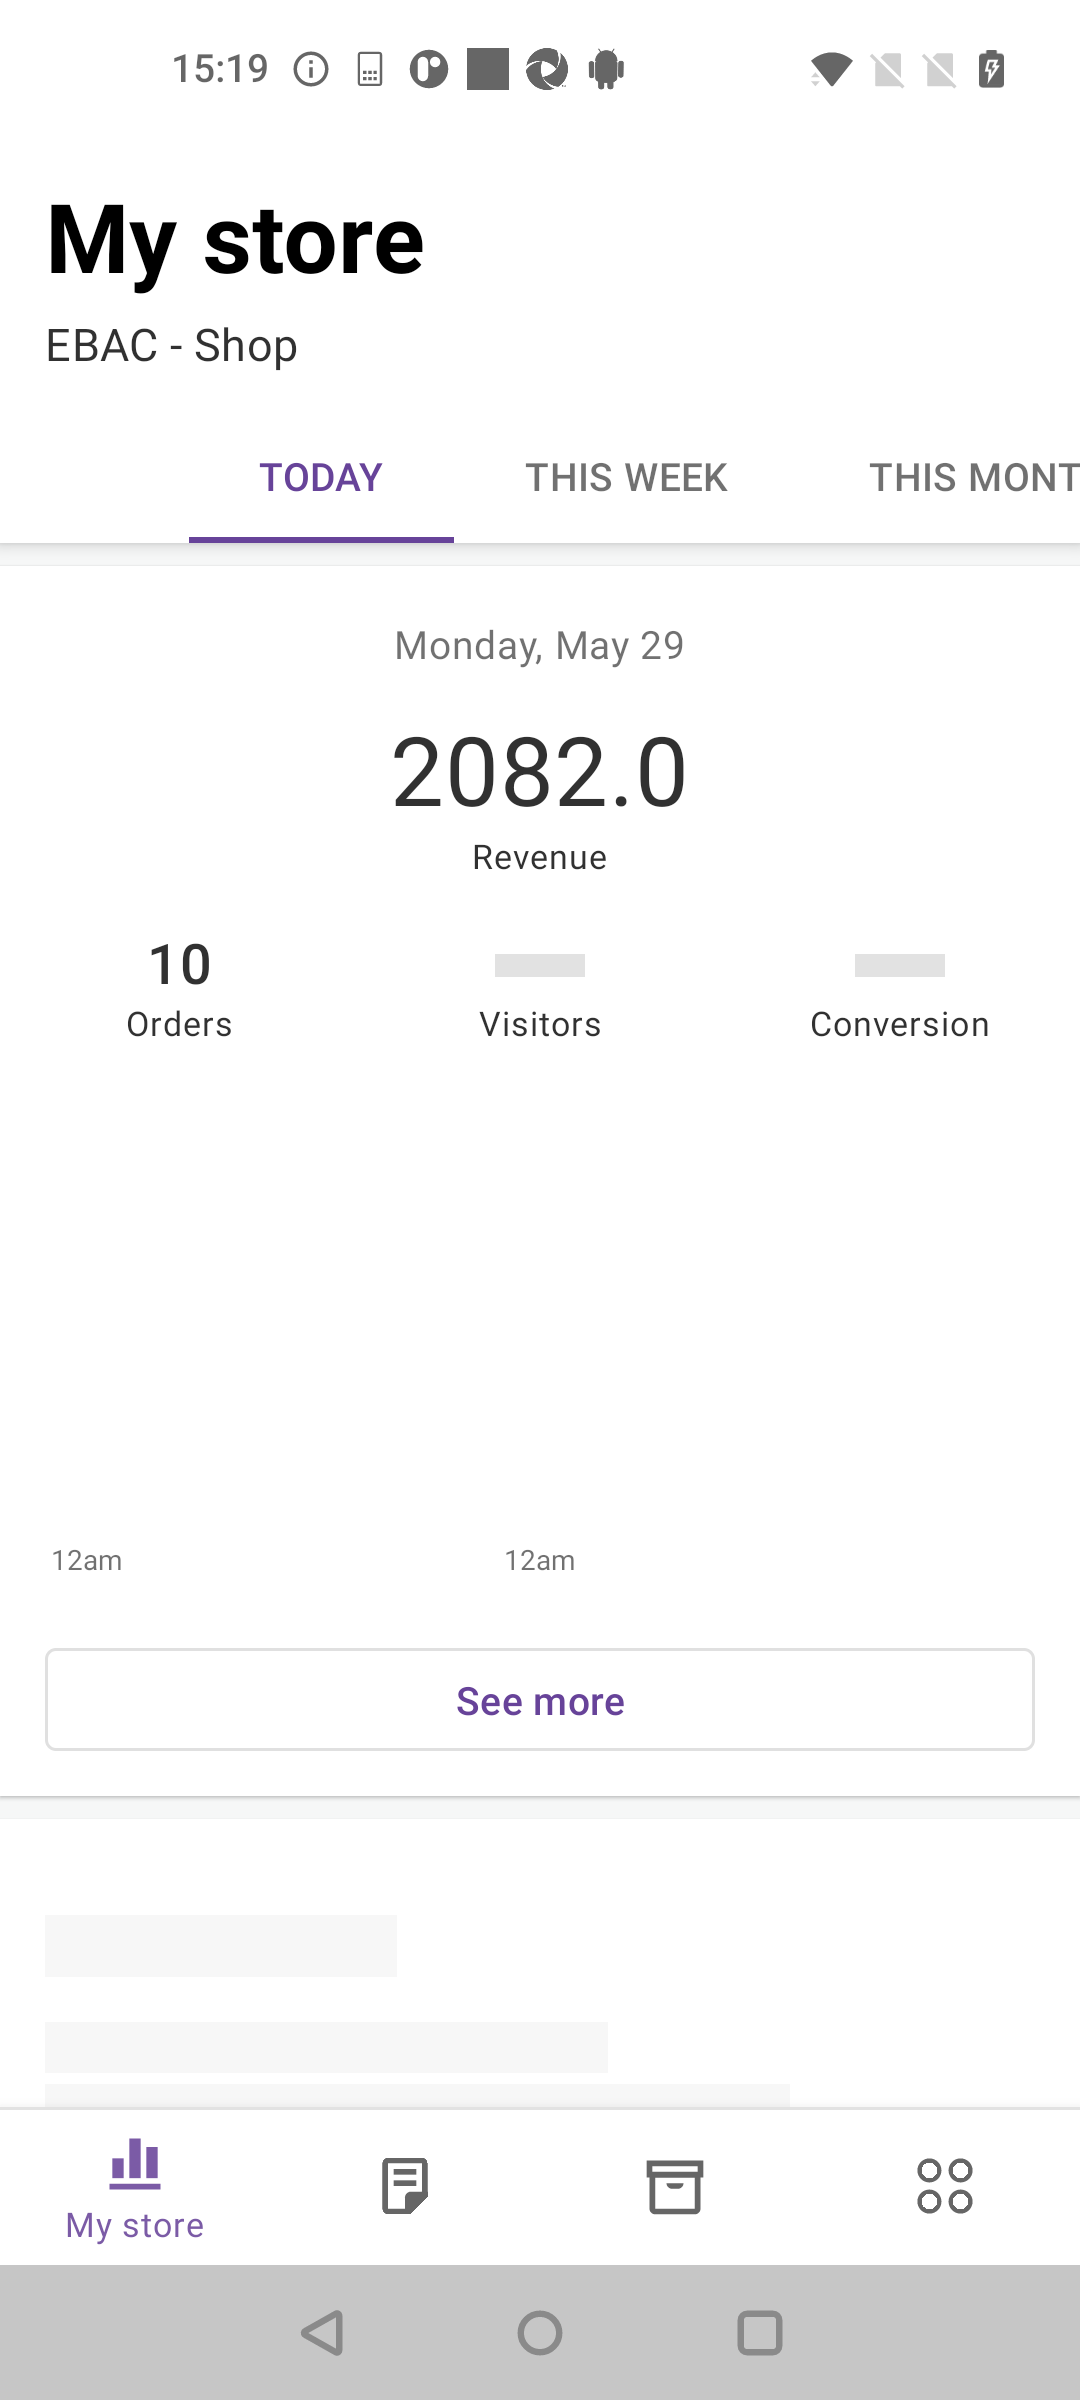 15:19
My store
EBAC - Shop
TODAY THIS WEEK THIS MONT
Monday, May 29
2082.0
Revenue
10
Orders Visitors Conversion
12am 12am
See more
My store